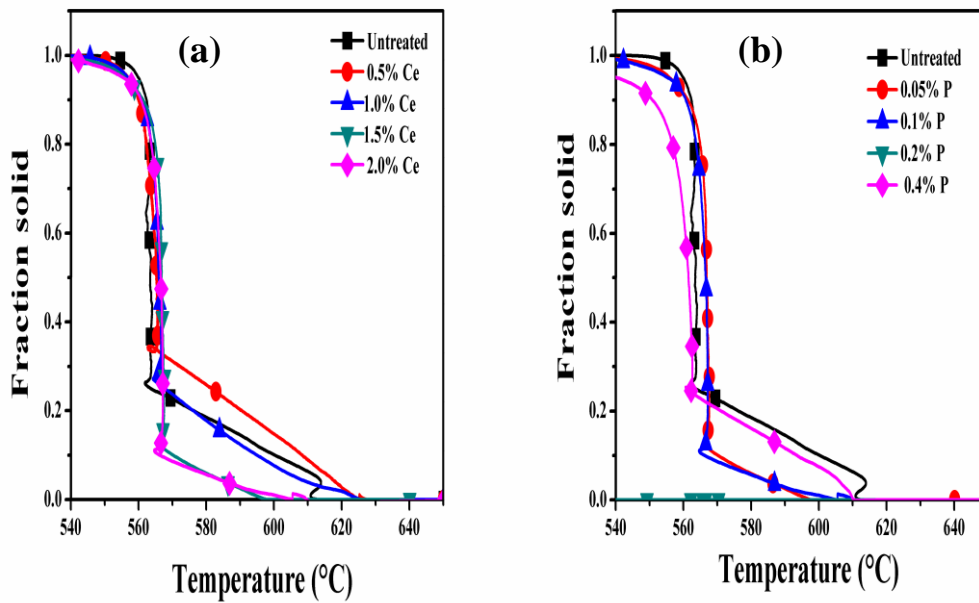 (a)
Untreated
0.5% Ce
1.0% Ce
1.5% Ce
2.0% Ce
1.0
0.8
0.6
0.4
0.2
0.0
Fraction solid
540 560 580 600 620 640
Temperature (°C)
(b)
Untreated
0.05% P
0.1% P
0.2% P
0.4% P
1.0
0.8
0.6
0.4
0.2
0.0
Fraction solid
540 560 580 600 620 640
Temperature (°C)